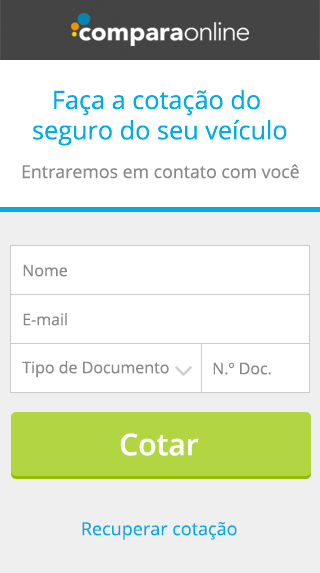 comparaonline
Faça a cotação do
seguro do seu veículo
Entraremos em contato com você
Nome
E-mail
Tipo de Documento N.º Doc.
Cotar
Recuperar cotação